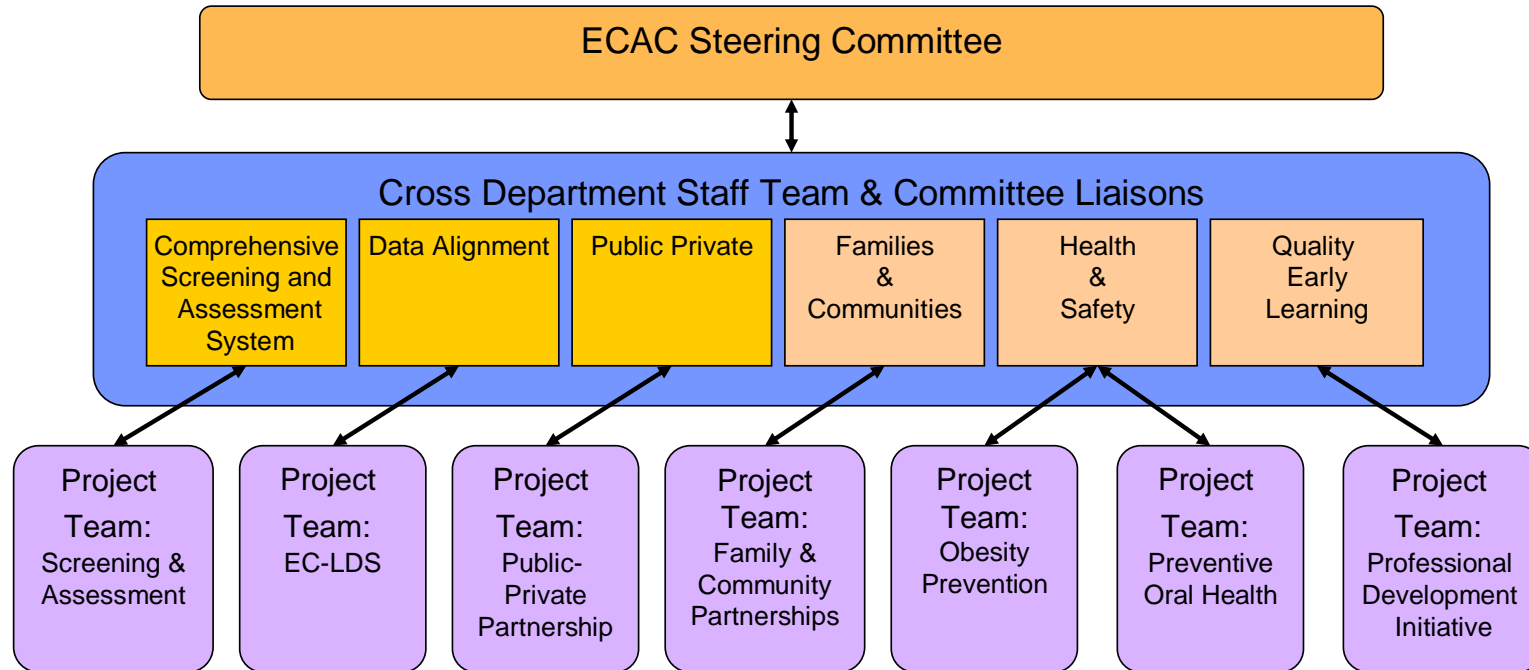 ECAC Steering Committee
Cross Department Staff Team & Committee Liaisons
Comprehensive
Screening and
Assessment
System
Data Alignment
Public Private
Families
&
Communities
Health
&
Safety
Quality
Early
Learning
Project
Team:
Screening &
Assessment
Project
Team:
EC-LDS
Project
Team:
Public-
Private
Partnership
Project
Team:
Family &
Community
Partnerships
Project
Team:
Obesity
Prevention
Project
Team:
Preventive
Oral Health
Project
Team:
Professional
Development
Initiative